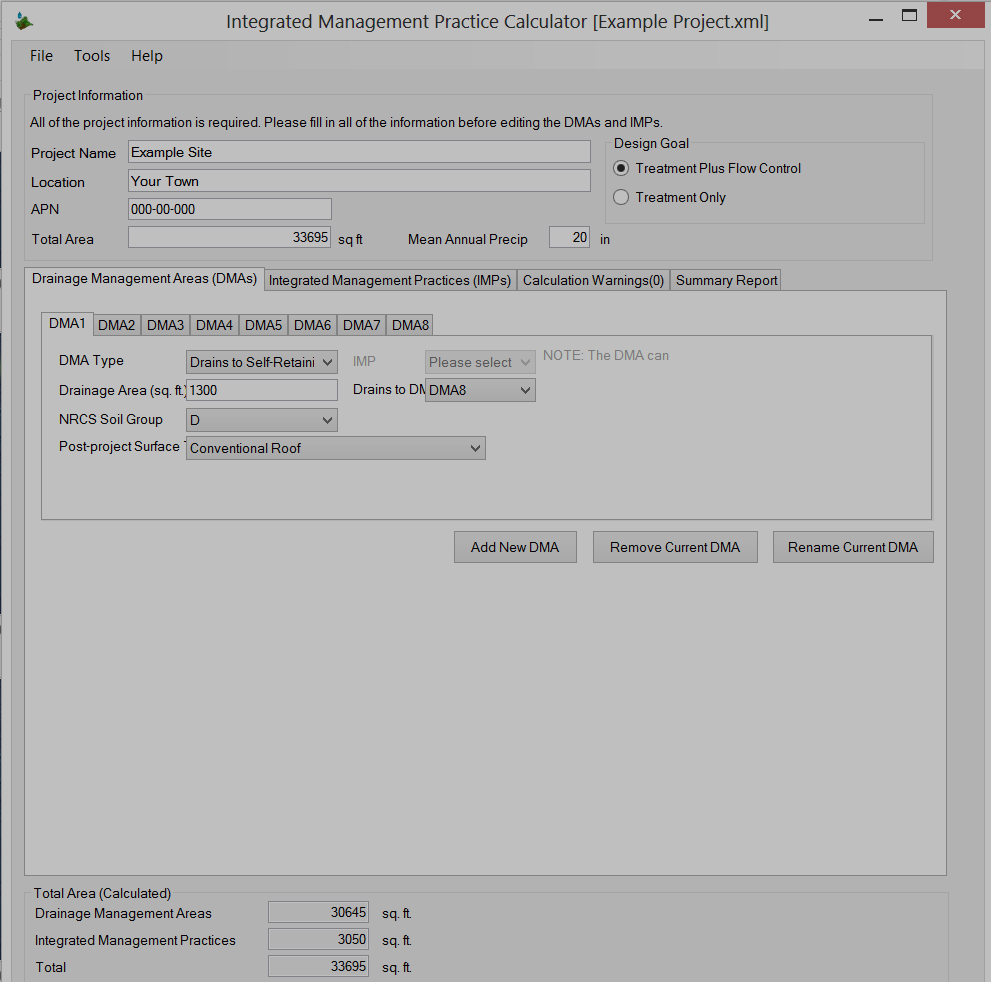 Integrated Management Practice Calculator [Example Project.xml]
File Tools Help
Project Information
All of the project information is required. Please fill in all of the information before editing the DMAs and IMPs.
Project Name Example Site
Location Your Town
APN 000-00-000
Total Area 33695 sq ft Mean Annual Precip 20 in
Design Goal
Treatment Plus Flow Control
Treatment Only
Drainage Management Areas (DMAs) Integrated Management Practices (IMPs) Calculation Warnings(0) Summary Report
DMA1 DMA2 DMA3 DMA4 DMA5 DMA6 DMA7 DMA8
DMA Type Drains to Self-Retaini IMP Please select NOTE: The DMA can
Drainage Area (sq. ft.) 1300 Drains to DM DMA8
NRCS Soil Group D
Post-project Surface Conventional Roof
Add New DMA Remove Current DMA Rename Current DMA
Total Area (Calculated)
Drainage Management Areas 30645 sq. ft.
Integrated Management Practices 3050 sq. ft.
Total 33695 sq. ft.